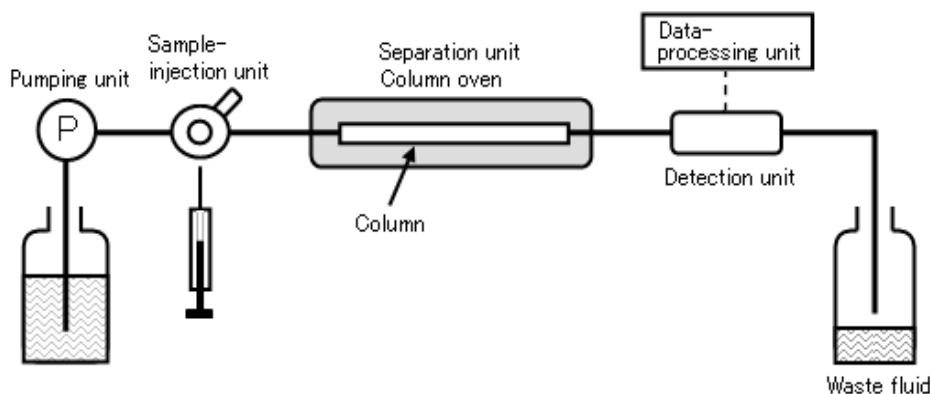 Pumping unit
Sample-
injection unit
Separation unit
Column oven
Data-
processing unit
P
Detection unit
Column
Waste fluid